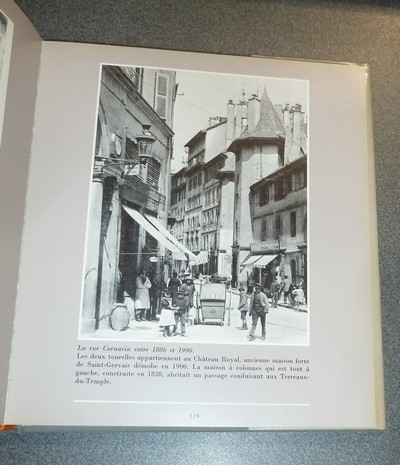 La rue Cornavin entre 1886 et 1900.
Les deux tourelles appartiennent au Château Royal, ancienne maison forte
de Saint-Gervais démolie en 1900. La maison à colonnes qui est tout à
gauche, construite en 1838, abritait un passage conduisant aux Terreaux-
du-Temple.
119